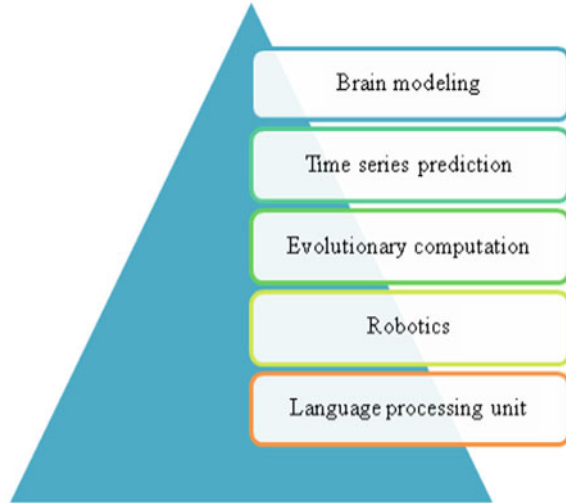 Brain modeling
Time series prediction
Evolutionary computation
Robotics
Language processing unit